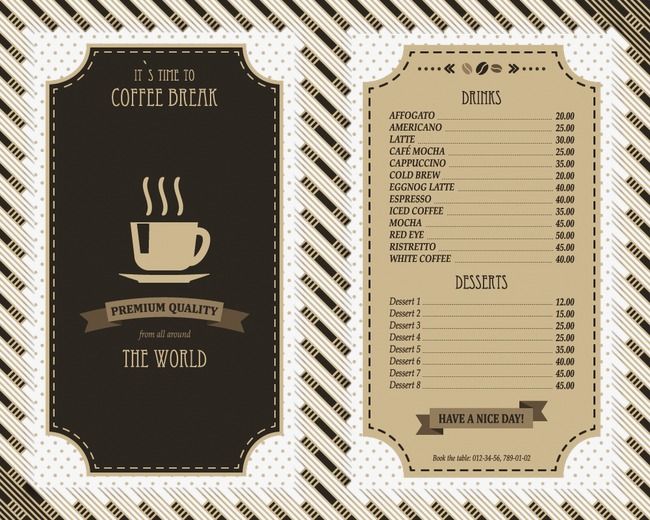 IT`S TIME TO
COFFEE BREAK
PREMIUM QUALITY
from all around
THE WORLD
DRINKS
AFFOGATO 20.00
AMERICANO 25.00
LATTE 30.00
CAFÉ MOCHA 25.00
CAPPUCCINO 35.00
COLD BREW 20.00
EGGNOG LATTE 40.00
ESPRESSO 40.00
ICED COFFEE 35.00
MOCHA 45.00
RED EYE 50.00
RISTRETTO 45.00
WHITE COFFEE 40.00
DESSERTS
Dessert 1 12.00
Dessert 2 15.00
Dessert 3 25.00
Dessert 4 25.00
Dessert 5 35.00
Dessert 6 40.00
Dessert 7 45.00
Dessert 8 45.00
HAVE A NICE DAY!
Book the table: 012-34-56, 789-01-02